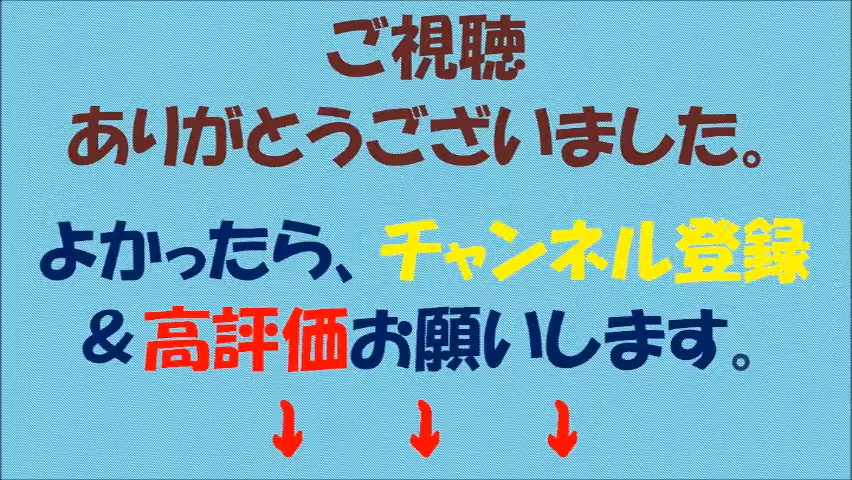 ご視聴
ありがとうございました。
よかったら、チャンネル登録
＆高評価お願いします。
↓ ↓ ↓